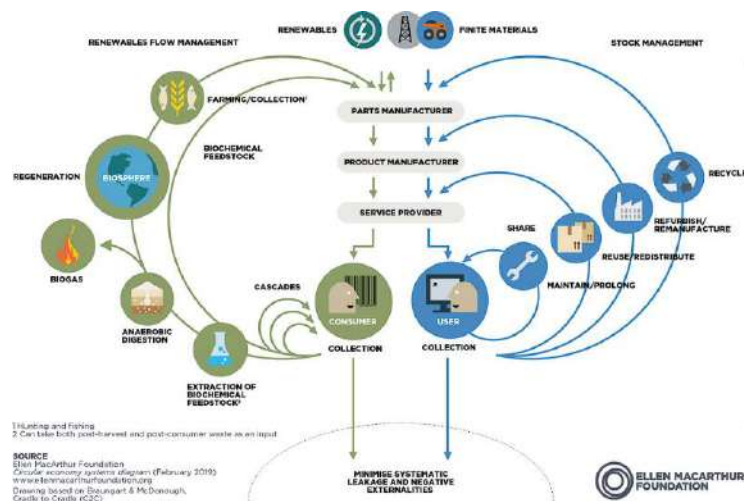 RENEWABLES
FINITE MATERIALS
RENEWABLES FLOW MANAGEMENT
STOCK MANAGEMENT
FARMING/COLLECTION¹
PARTS MANUFACTURER
BIOCHEMICAL
FEEDSTOCK
PRODUCT MANUFACTURER
REGENERATION
BIOSPHERE
RECYCLE
SERVICE PROVIDER
SHARE
REFURBISH/
REMANUFACTURE
REUSE/REDISTRIBUTE
BIOGAS
CASCADES
MAINTAIN/PROLONG
CONSUMER
USER
ANAEROBIC
DIGESTION
COLLECTION
COLLECTION
EXTRACTION OF
BIOCHEMICAL
FEEDSTOCK²
1 Hunting and fishing
2 Can take both post-harvest and post-consumer waste as an input
SOURCE
Ellen MacArthur Foundation
Circular economy systems diagram (February 2019)
www.ellenmacarthurfoundation.org
Drawing based on Braungart & McDonough,
Cradle to Cradle (C2C)
MINIMISE SYSTEMATIC
LEAKAGE AND NEGATIVE
EXTERNALITIES
ELLEN MACARTHUR
FOUNDATION